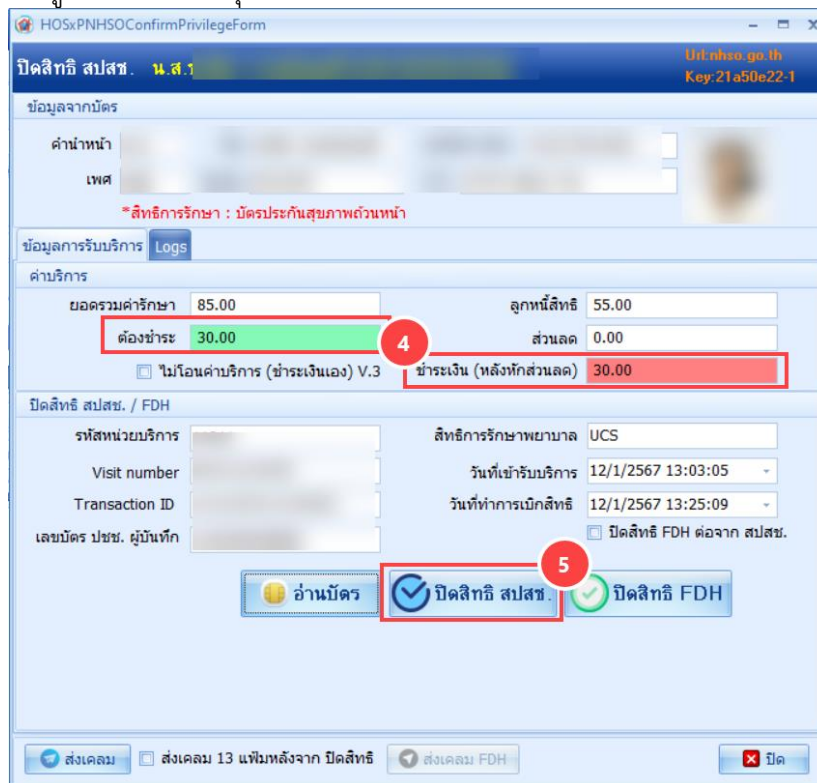 HOSxPNHSOConfirmPrivilegeForm
ปิดสิทธิ สปสช. น.ส.
Url:nhso.go.th
Key:21a50e22-1
ข้อมูลจากบัตร
คำนำหน้า
เพศ
*สิทธิการรักษา : บัตรประกันสุขภาพถ้วนหน้า
ข้อมูลการรับบริการ Logs
ค่าบริการ
ยอดรวมค่ารักษา 85.00 ลูกหนี้สิทธิ 55.00
ต้องชำระ 30.00 4 ส่วนลด 0.00
ไม่โอนค่าบริการ (ชำระเงินเอง) V.3 ชำระเงิน (หลังหักส่วนลด) 30.00
ปิดสิทธิ สปสช. / FDH
รหัสหน่วยบริการ สิทธิการรักษาพยาบาล UCS
Visit number วันที่เข้ารับบริการ 12/1/2567 13:03:05
Transaction ID วันที่ทำการเบิกสิทธิ 12/1/2567 13:25:09
เลขบัตร ปชช. ผู้บันทึก ปิดสิทธิ FDH ต่อจาก สปสช.
5
อ่านบัตร ปิดสิทธิ สปสช. ปิดสิทธิ FDH
ส่งเคลม ส่งเคลม 13 แฟ้มหลังจาก ปิดสิทธิ ส่งเคลม FDH ปิด